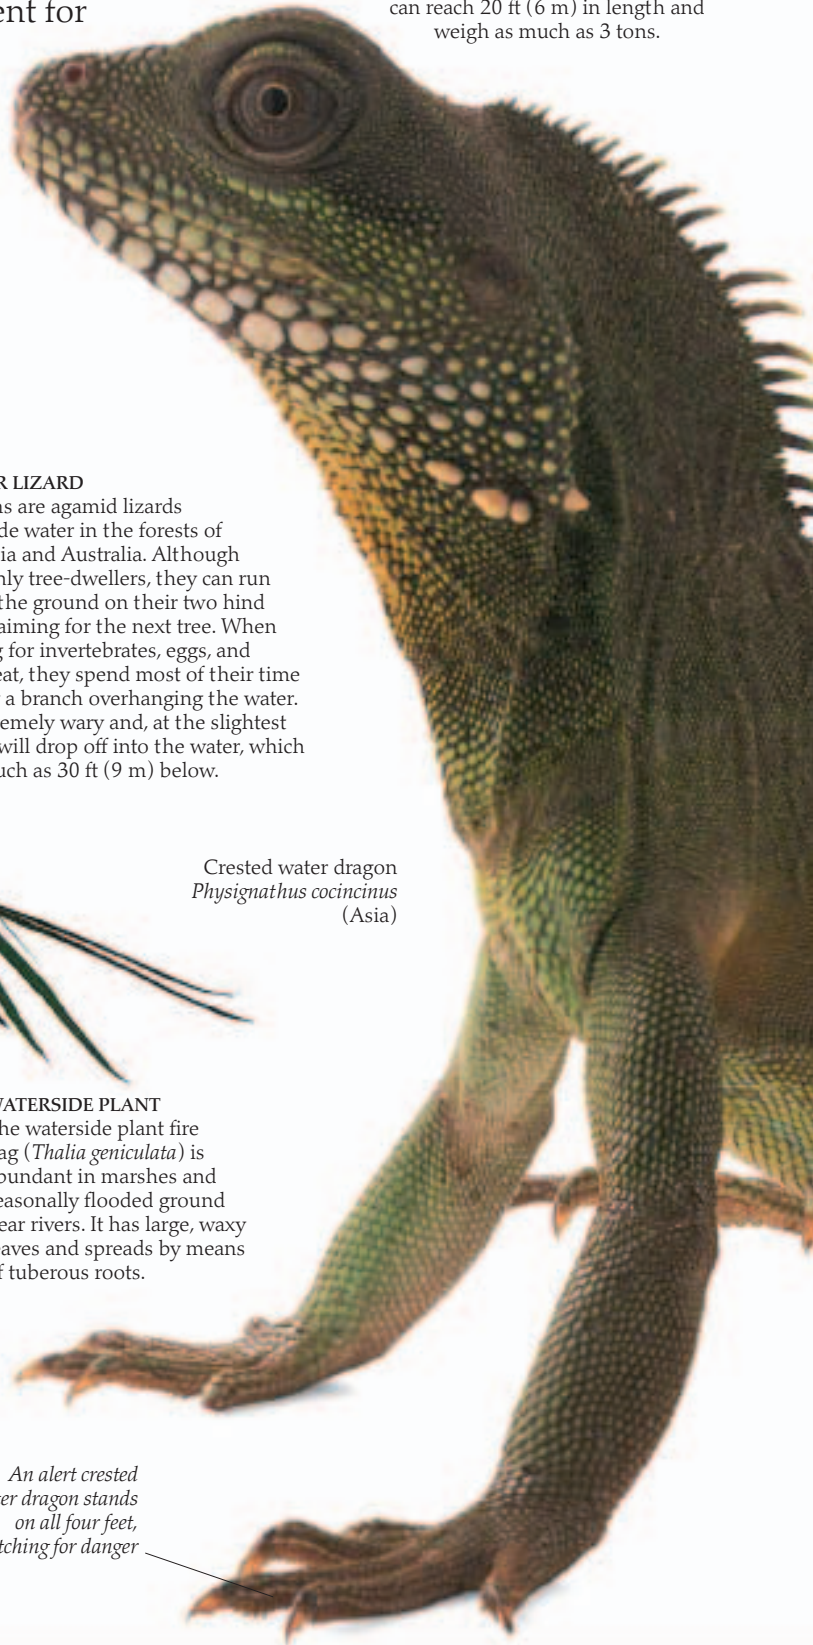 ent for
can reach 20 ft (6 m) in length and
weigh as much as 3 tons.
R LIZARD
ns are agamid lizards
de water in the forests of
ia and Australia. Although
nly tree-dwellers, they can run
the ground on their two hind
aiming for the next tree. When
g for invertebrates, eggs, and
eat, they spend most of their time
a branch overhanging the water.
emely wary and, at the slightest
will drop off into the water, which
uch as 30 ft (9 m) below.
Crested water dragon
Physignathus cocincinus
(Asia)
WATERSIDE PLANT
he waterside plant fire
ag (Thalia geniculata) is
bundant in marshes and
easonally flooded ground
ear rivers. It has large, waxy
eaves and spreads by means
f tuberous roots.
An alert crested
er dragon stands
on all four feet,
tching for danger